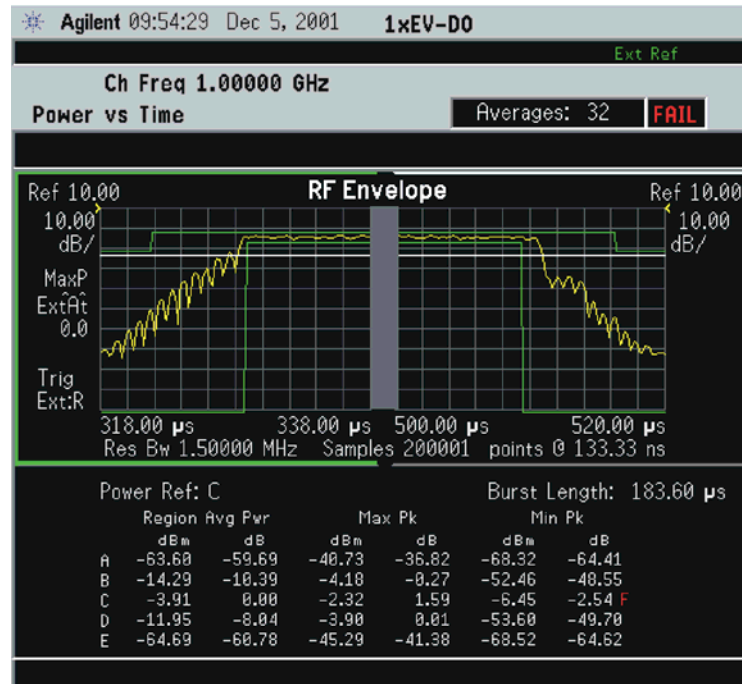 Agilent 09:54:29 Dec 5, 2001 1xEV-DO
Ext Ref
Ch Freq 1.00000 GHz
Power vs Time Averages: 32 FAIL
Ref 10.00 RF Envelope Ref 10.00
10.00 10.00
dB/ dB/
MaxP
ExtAt
0.0
Trig
Ext:R
318.00 µs 338.00 µs 500.00 µs 520.00 µs
Res Bw 1.50000 MHz Samples 200001 points @ 133.33 ns
Power Ref: C Burst Length: 183.60 µs
Region Avg Pwr Max Pk Min Pk
dBm dB dBm dB dBm dB
A -63.60 -59.69 -40.73 -36.82 -68.32 -64.41
B -14.29 -10.39 -4.18 -0.27 -52.46 -48.55
C -3.91 0.00 -2.32 1.59 -6.45 -2.54 F
D -11.95 -8.04 -3.90 0.01 -53.60 -49.70
E -64.69 -60.78 -45.29 -41.38 -68.52 -64.62